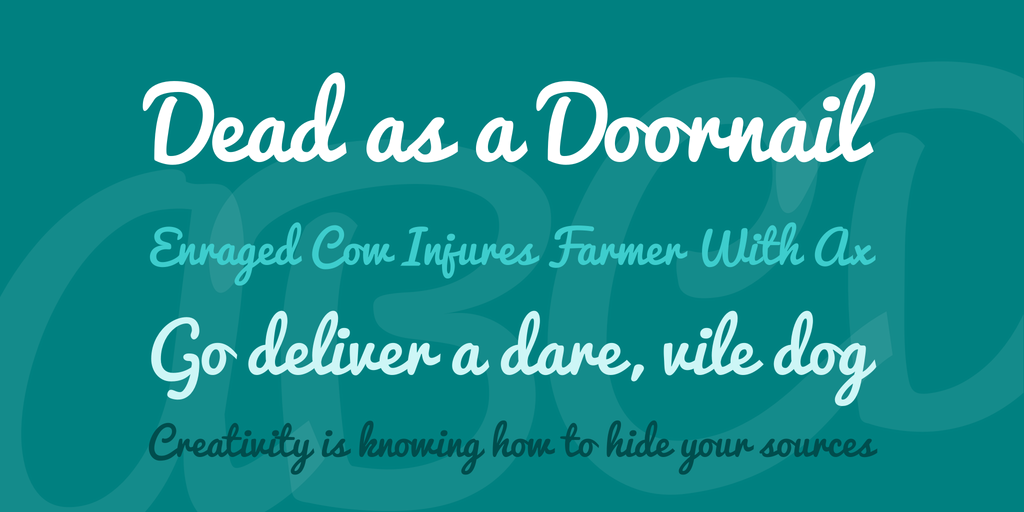 Dead as a Doornail
Enraged Cow Injures Farmer With Ax
Go deliver a dare, vile dog
Creativity is knowing how to hide your sources
ABCD